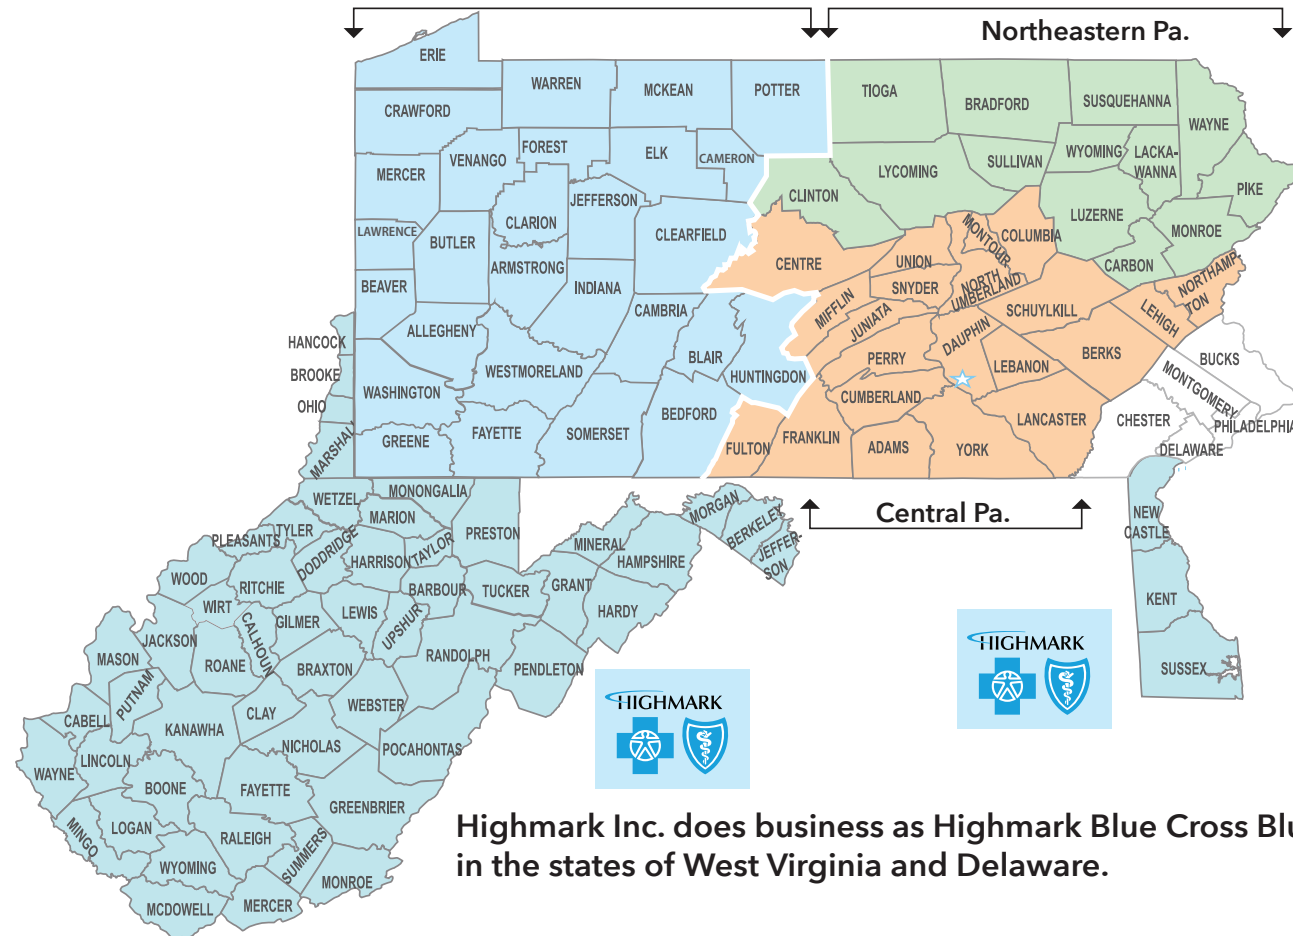 Northeastern Pa.
ERIE
WARREN
MCKEAN
POTTER
TIOGA
BRADFORD
SUSQUEHANNA
WAYNE
CRAWFORD
FOREST
ELK
CAMERON
VENANGO
MERCER
JEFFERSON
CLARION
LYCOMING
SULLIVAN
WYOMING
LACKA-
WANNA
PIKE
CLINTON
LUZERNE
MONROE
CARBON
LAWRENCE
BUTLER
CLEARFIELD
CENTRE
UNION
MONTOUR
COLUMBIA
BEAVER
ARMSTRONG
INDIANA
CAMBRIA
MIFFLIN
SNYDER
NORTH
UMBERLAND
SCHUYLKILL
LEHIGH
NORTHAMP-
TON
ALLEGHENY
JUNIATA
DAUPHIN
BLAIR
HUNTINGDON
PERRY
LEBANON
BERKS
BUCKS
HANCOCK
BROOKE
OHIO
MARSHAL
WASHINGTON
WESTMORELAND
BEDFORD
CUMBERLAND
LANCASTER
MONTGOMERY
CHESTER
PHILADELPHIA
DELAWARE
GREENE
FAYETTE
SOMERSET
FULTON
FRANKLIN
ADAMS
YORK
Central Pa.
WETZEL
MONONGALIA
MARION
PRESTON
MORGAN
BERKELEY
JEFFER-
SON
NEW
CASTLE
TYLER
PLEASANTS
DODDRIDGE
HARRISON
TAYLOR
MINERAL
HAMPSHIRE
WOOD
RITCHIE
BARBOUR
TUCKER
GRANT
HARDY
KENT
WIRT
CALHOUN
GILMER
LEWIS
UPSHUR
JACKSON
ROANE
BRAXTON
RANDOLPH
PENDLETON
SUSSEX
MASON
PUTNAM
WEBSTER
CABELL
KANAWHA
CLAY
NICHOLAS
POCAHONTAS
WAYNE
LINCOLN
BOONE
FAYETTE
GREENBRIER
MINGO
LOGAN
RALEIGH
SUMMERS
WYOMING
MONROE
MCDOWELL
MERCER
HIGHMARK
HIGHMARK
Highmark Inc. does business as Highmark Blue Cross Blu
in the states of West Virginia and Delaware.